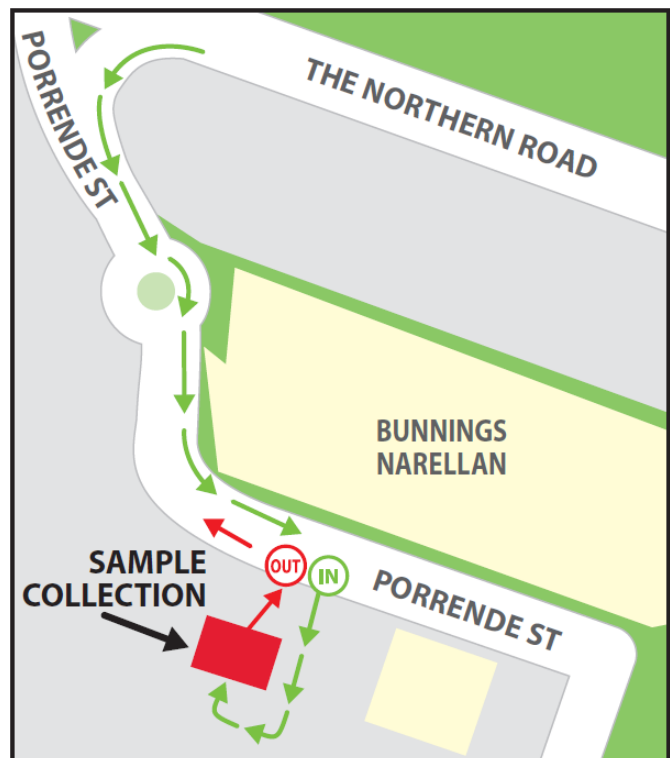 PORRENDE ST
THE NORTHERN ROAD
BUNNINGS
NARELLAN
SAMPLE
COLLECTION
OUT
IN
PORRENDE ST